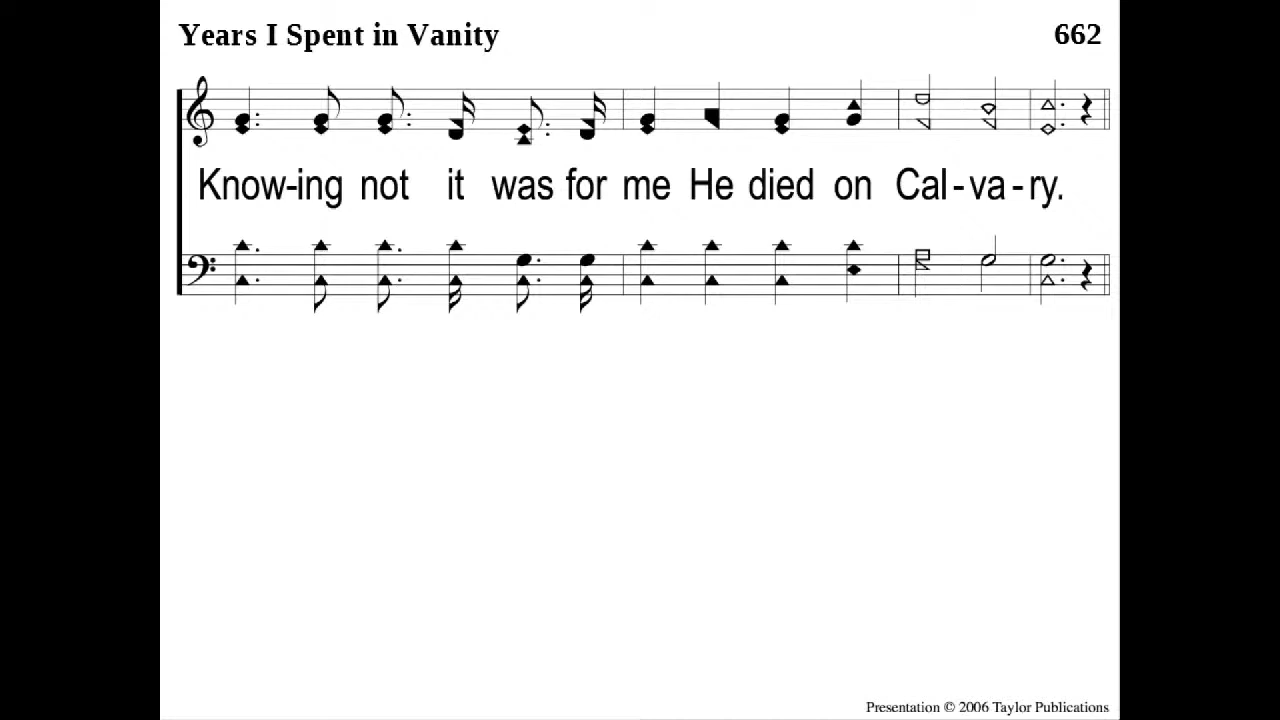 Years I Spent in Vanity 662
Know-ing not it was for me He died on Cal-va-ry.
Presentation © 2006 Taylor Publications